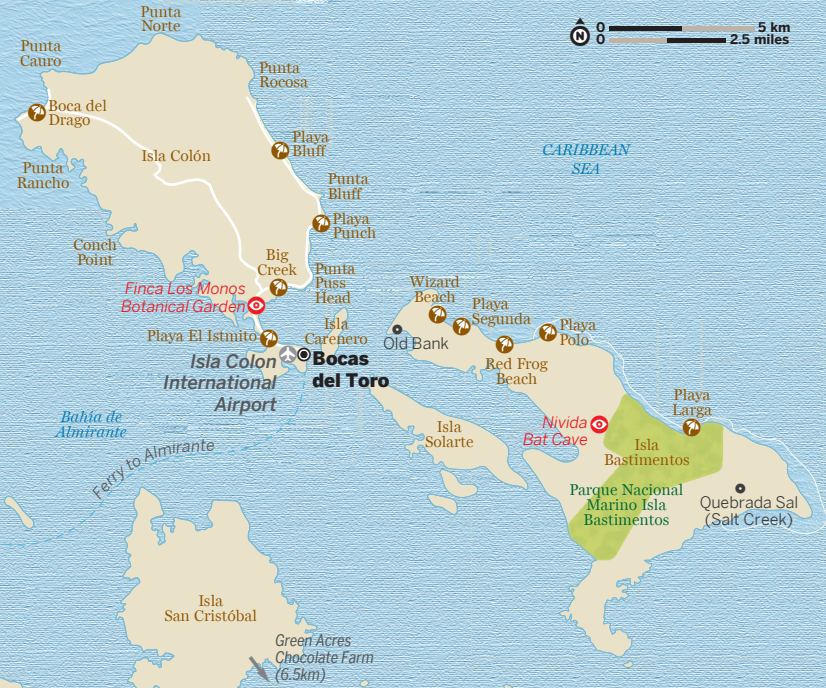 Punta
Norte
0
5 km
N
0
2.5 miles
Punta
Cauro
Punta
Rocosa
Boca del
Drago
Playa
Bluff
Isla Colón
CARIBBEAN
SEA
Punta
Rancho
Punta
Bluff
Playa
Punch
Conch
Point
Big
Creek
Punta
Puss
Head
Finca Los Monos
Botanical Garden
Wizard
Beach
Playa
Segunda
Isla
Carenero
Playa El Istmito
Old Bank
Playa
Polo
Isla Colon
International
Airport
Bocas
del Toro
Red Frog
Beach
Playa
Larga
Bahía de
Almirante
Isla
Solarte
Nivida
Bat Cave
Isla
Bastimentos
Ferry to Almirante
Parque Nacional
Marino Isla
Bastimentos
Quebrada Sal
(Salt Creek)
Isla
San Cristóbal
Green Acres
Chocolate Farm
(6.5km)